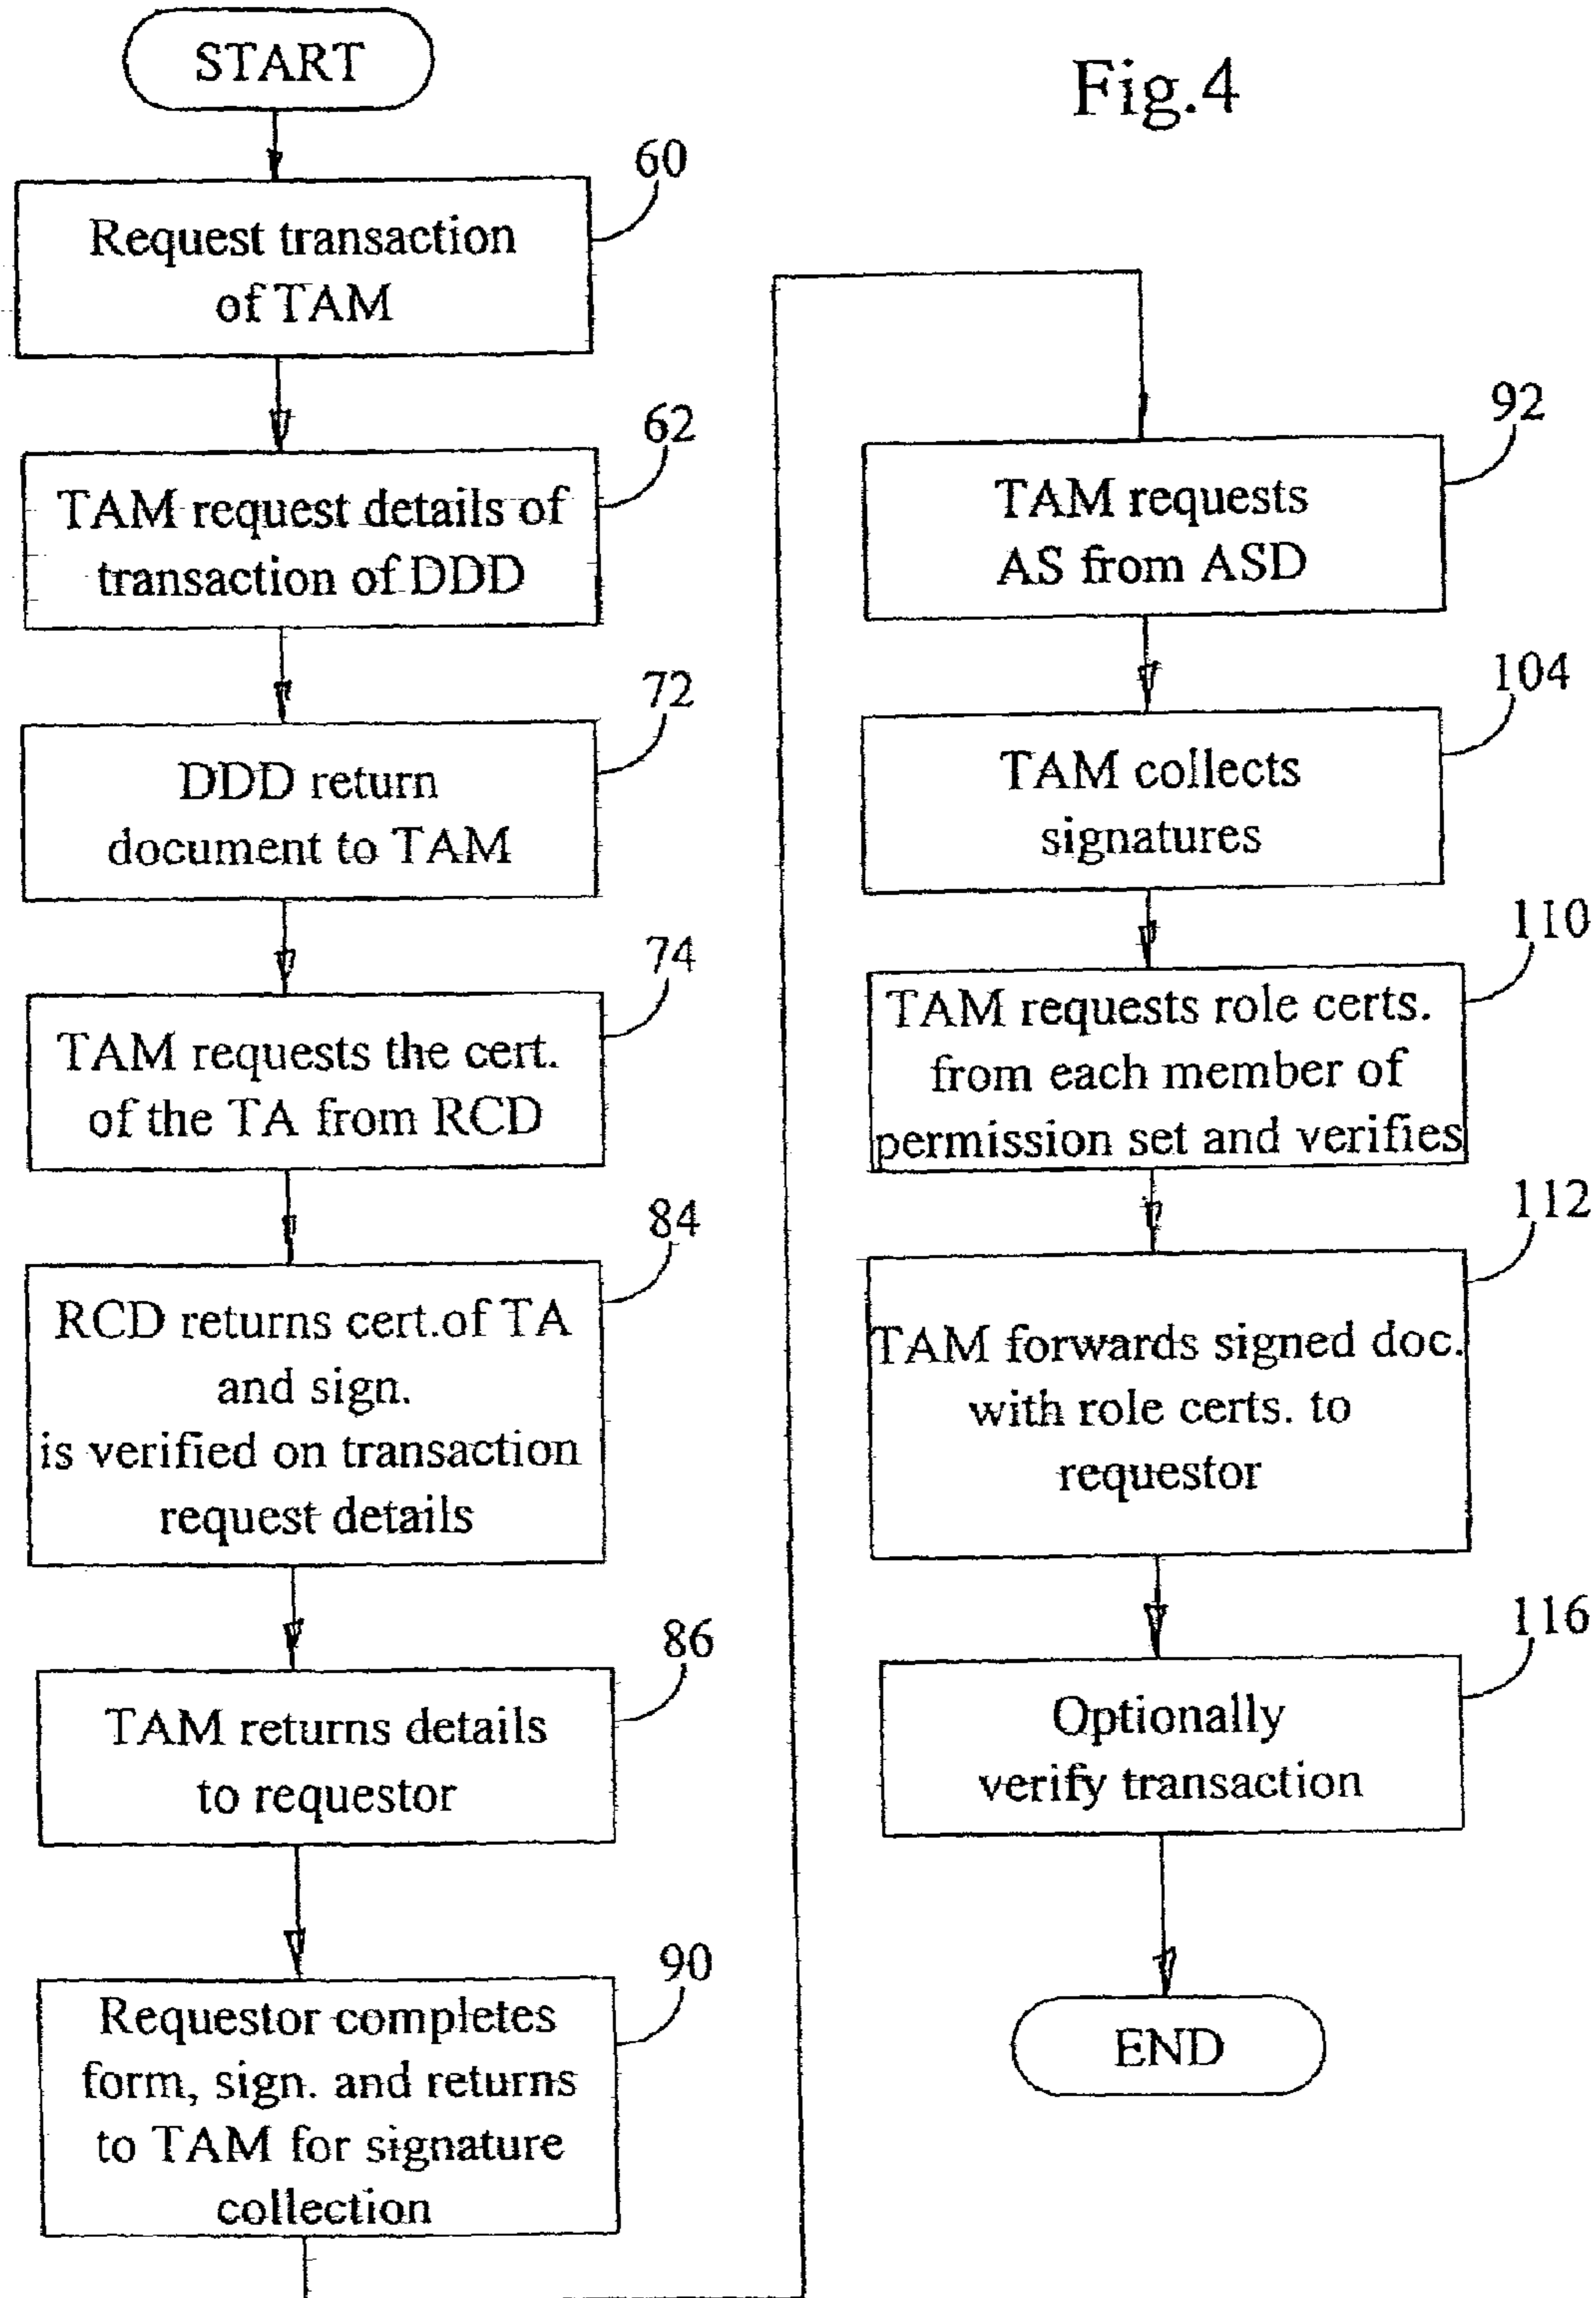 Fig.4
START
60
Request transaction
of TAM
62
TAM request details of
transaction of DDD
72
DDD return
document to TAM
74
TAM requests the cert.
of the TA from RCD
84
RCD returns cert.of TA
and sign.
is verified on transaction
request details
86
TAM returns details
to requestor
90
Requestor completes
form, sign. and returns
to TAM for signature
collection
92
TAM requests
AS from ASD
104
TAM collects
signatures
110
TAM requests role certs.
from each member of
permission set and verifies
112
TAM forwards signed doc.
with role certs. to
requestor
116
Optionally
verify transaction
END